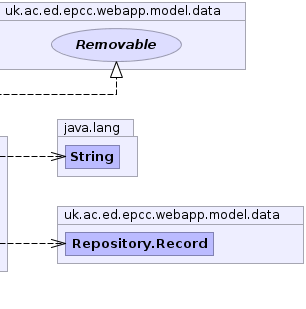 uk.ac.ed.epcc.webapp.model.data
Removable
java.lang
String
uk.ac.ed.epcc.webapp.model.data
Repository.Record